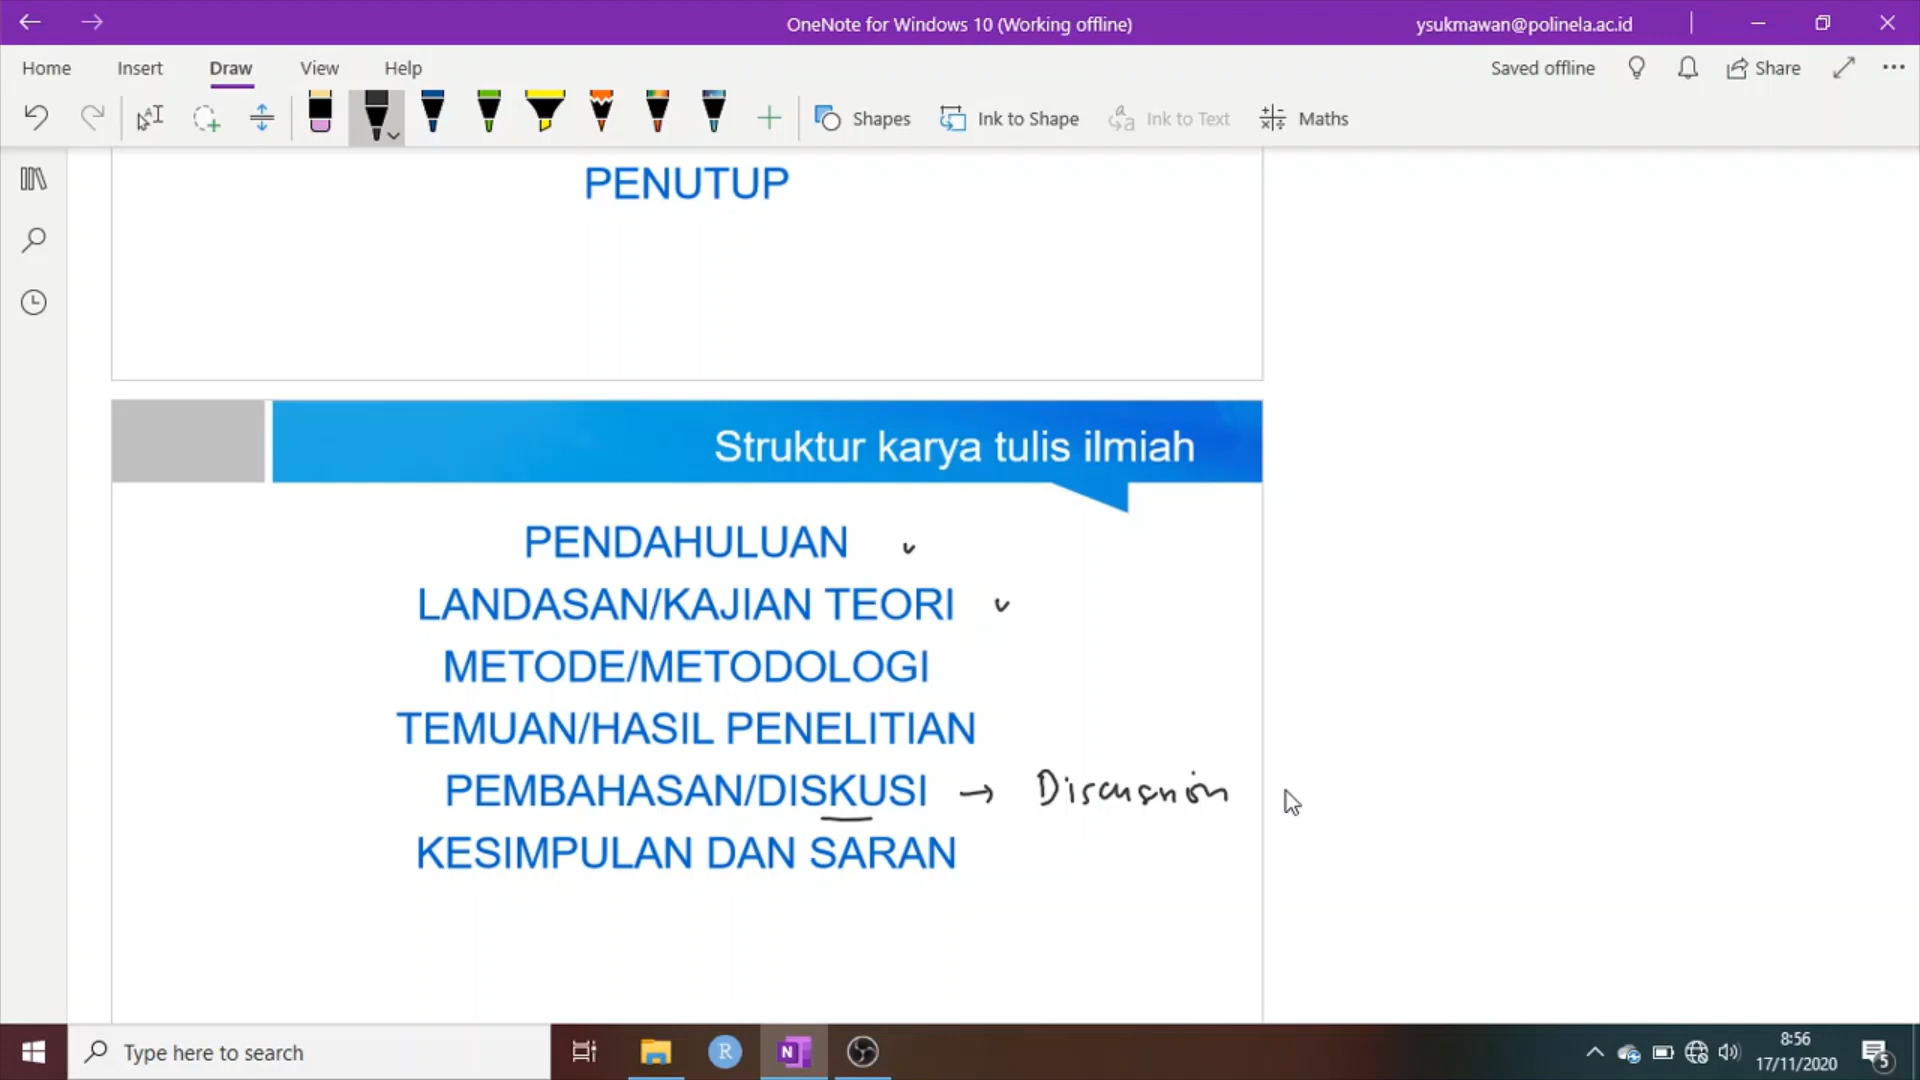 OneNote for Windows 10 (Working offline)
ysukmawan@polinela.ac.id
Home Insert Draw View Help
Saved offline
Share
Shapes
Ink to Shape
Ink to Text
Maths
PENUTUP
Struktur karya tulis ilmiah
PENDAHULUAN
LANDASAN/KAJIAN TEORI
METODE/METODOLOGI
TEMUAN/HASIL PENELITIAN
PEMBAHASAN/DISKUSI → Discussion
KESIMPULAN DAN SARAN
Type here to search
R
N
8:56
17/11/2020
5